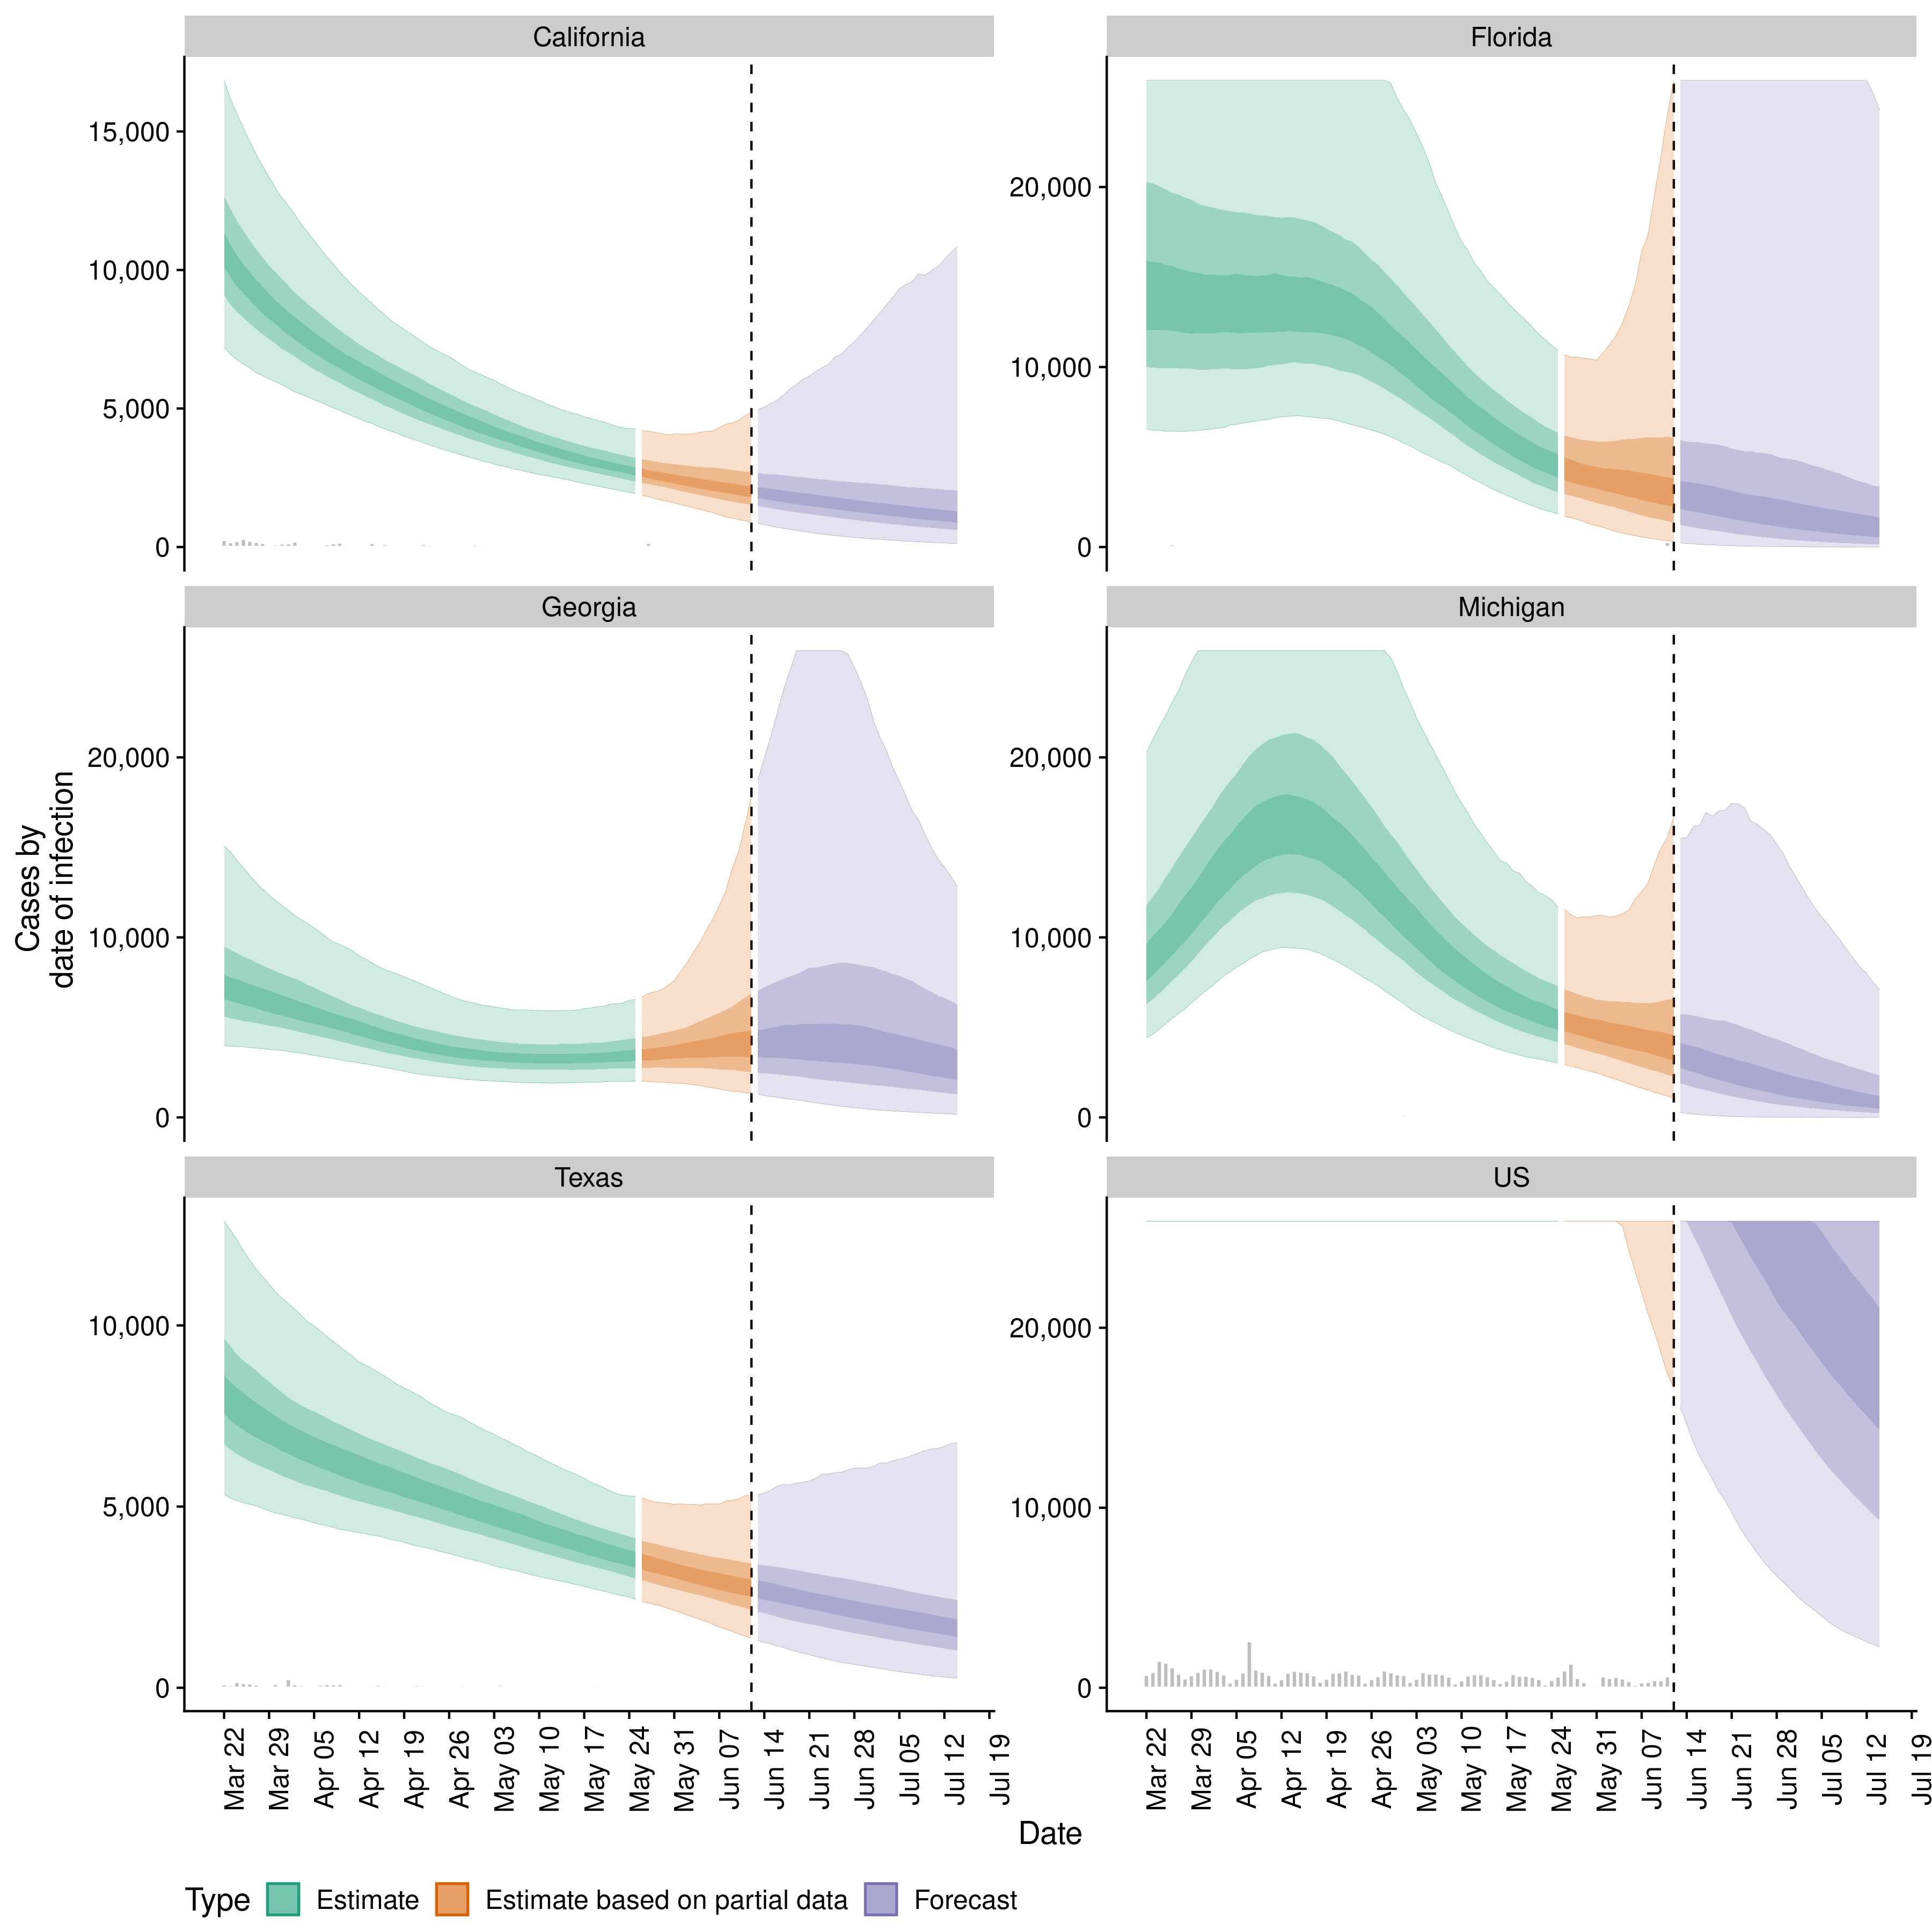 California
Florida
15,000
10,000
5,000
0
20,000
10,000
0
Georgia
Michigan
20,000
10,000
0
20,000
10,000
0
Cases by
date of infection
Texas
US
10,000
5,000
0
20,000
10,000
0
Mar 22 Mar 29 Apr 05 Apr 12 Apr 19 Apr 26 May 03 May 10 May 17 May 24 May 31 Jun 07 Jun 14 Jun 21 Jun 28 Jul 05 Jul 12 Jul 19
Mar 22 Mar 29 Apr 05 Apr 12 Apr 19 Apr 26 May 03 May 10 May 17 May 24 May 31 Jun 07 Jun 14 Jun 21 Jun 28 Jul 05 Jul 12 Jul 19
Date
Type Estimate Estimate based on partial data Forecast